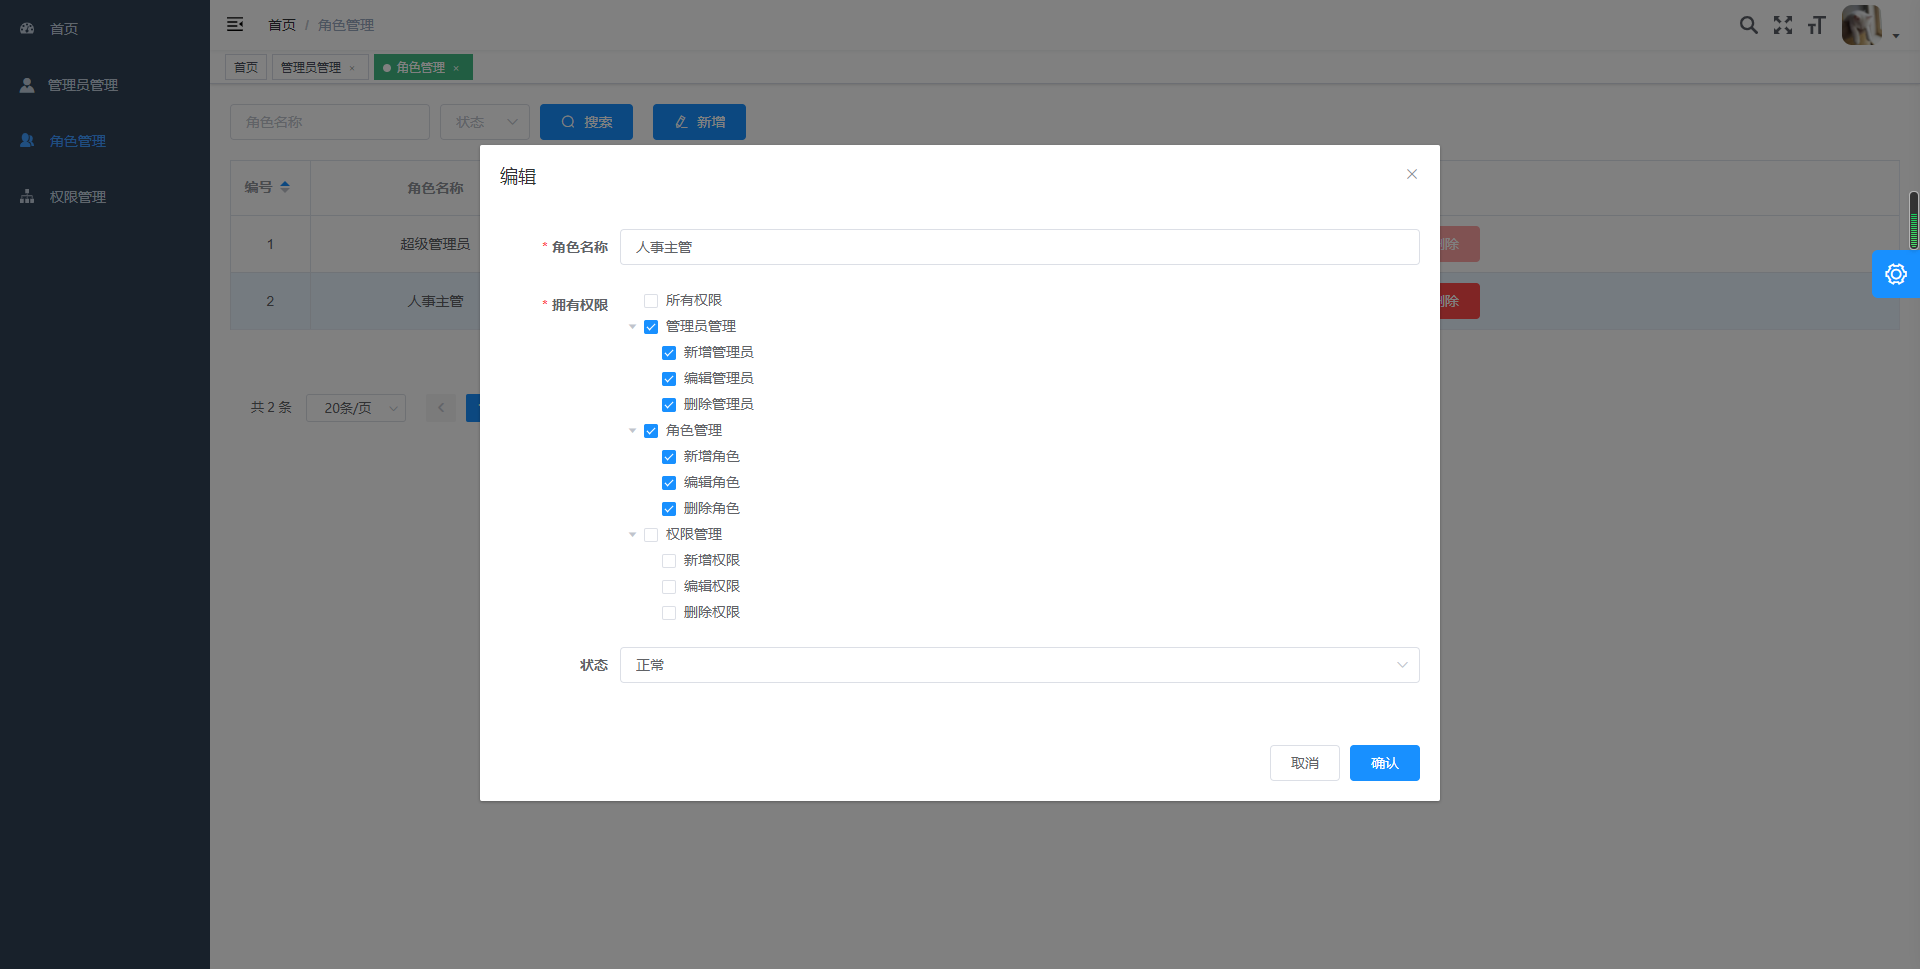 首页
管理员管理
角色管理
权限管理
首页 / 角色管理
首页
管理员管理 ×
角色管理 ×
角色名称
状态
搜索
新增
编号
角色名称
1
超级管理员
除
2
人事主管
除
共 2 条
20条/页
编辑
* 角色名称
人事主管
* 拥有权限
所有权限
管理员管理
新增管理员
编辑管理员
删除管理员
角色管理
新增角色
编辑角色
删除角色
权限管理
新增权限
编辑权限
删除权限
状态
正常
取消
确认